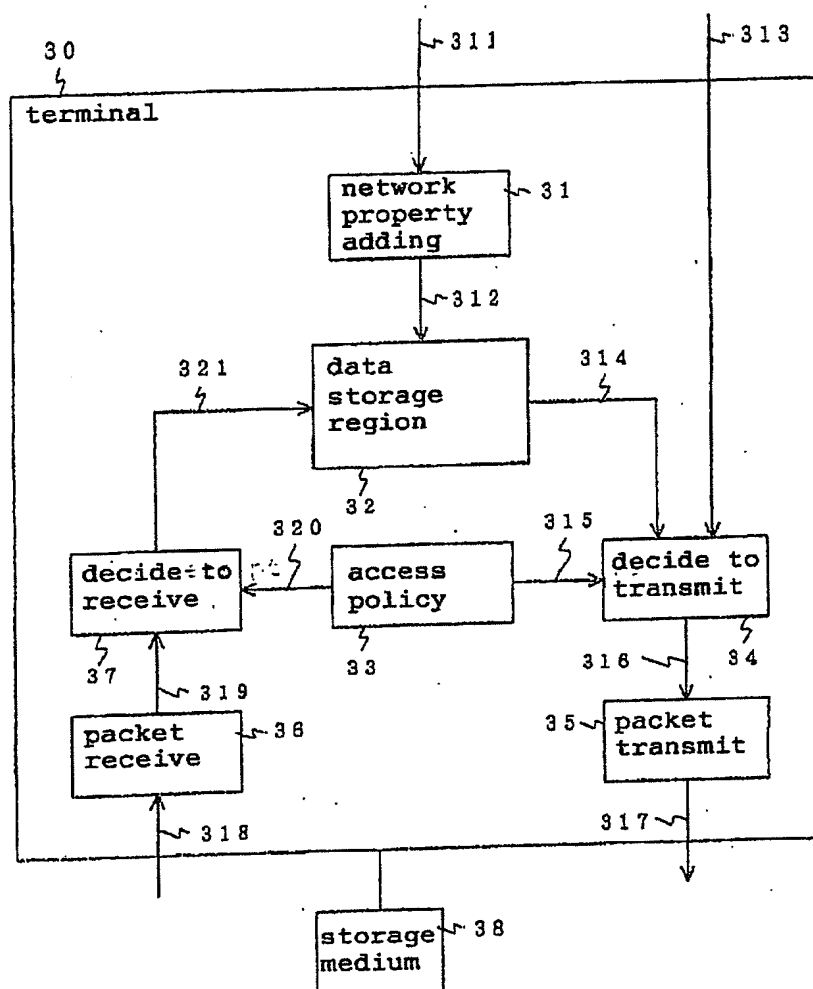 311
313
30
terminal
network
property
adding
31
312
321
data
storage
region
314
32
320
315
decide to
receive
access
policy
decide to
transmit
37
33
34
319
316
packet
receive
36
35
packet
transmit
318
317
storage
medium
38